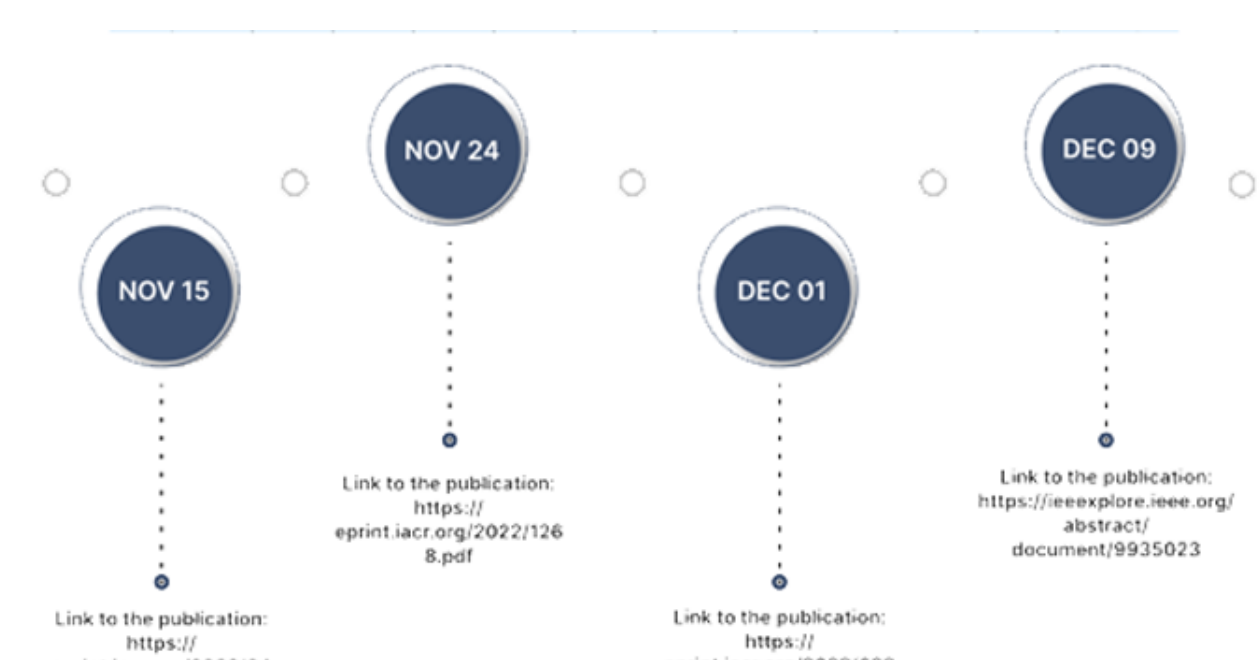 NOV 15
Link to the publication:
https://
NOV 24
Link to the publication:
https://
eprint.iacr.org/2022/126
8.pdf
DEC 01
Link to the publication:
https://
DEC 09
Link to the publication:
https://ieeexplore.ieee.org/
abstract/
document/9935023